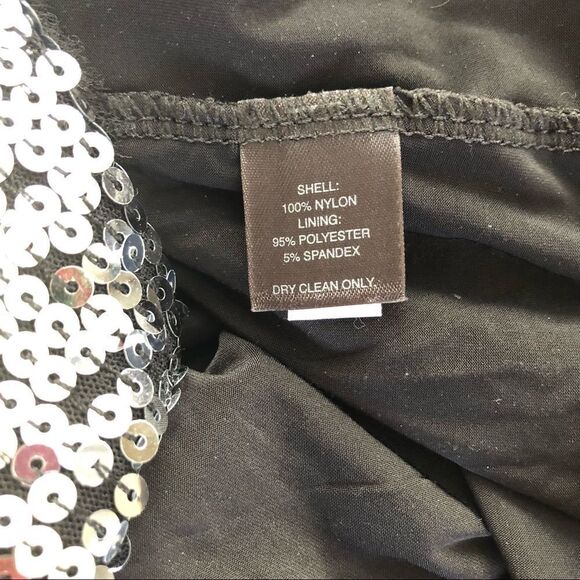 SHELL:
100% NYLON
LINING:
95% POLYESTER
5% SPANDEX
DRY CLEAN ONLY.